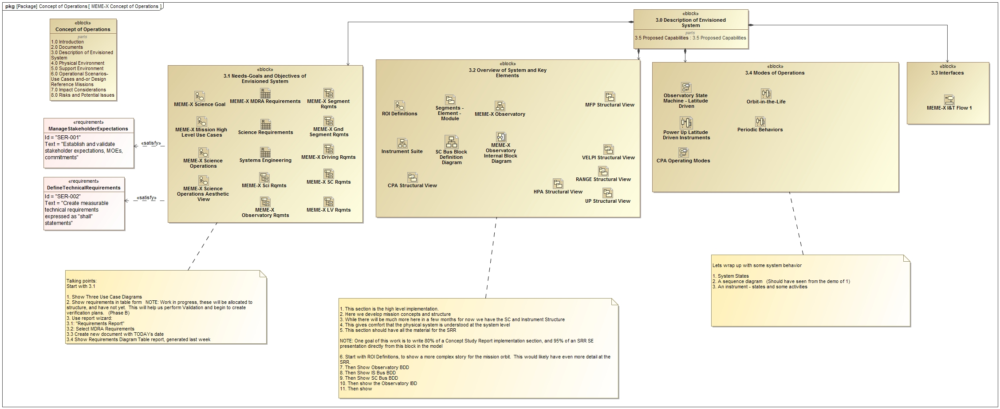 pkg [Package] Concept of Operations [ MEME-X Concept of Operations ]
«block»
Concept of Operations
parts
1.0 Introduction
2.0 Documents
3.0 Description of Envisioned
System
4.0 Physical Environment
5.0 Support Environment
6.0 Operational Scenarios-
Use Cases and-or Design
Reference Missions
7.0 Impact Considerations
8.0 Risks and Potential Issues
«requirement»
ManageStakeholderExpectations
Id = "SER-001"
Text = "Establish and validate
stakeholder expectations, MOEs,
commitments"
«satisfy»
«requirement»
DefineTechnicalRequirements
Id = "SER-002"
Text = "Create measurable
technical requirements
expressed as "shall"
statements"
«satisfy»
«block»
3.0 Description of Envisioned
System
parts
3.5 Proposed Capabilities : 3.5 Proposed Capabilities
«block»
3.1 Needs-Goals and Objectives of
Envisioned System
MEME-X Science Goal
MEME-X MDRA Requirements
MEME-X Segment
Rqmts
MEME-X Mission High
Level Use Cases
Science Requirements
MEME-X Gnd
Segment Rqmts
MEME-X Science
Operations
Systems Engineering
MEME-X Driving Rqmts
MEME-X Science
Operations Aesthetic
View
MEME-X Sci Rqmts
MEME-X SC Rqmts
MEME-X
Observatory Rqmts
MEME-X LV Rqmts
«block»
3.2 Overview of System and Key
Elements
ROI Definitions
Segments -
Element -
Module
MEME-X Observatory
MFP Structural View
Instrument Suite
SC Bus Block
Definition
Diagram
MEME-X
Observatory
Internal Block
Diagram
VELPI Structural View
CPA Structural View
HPA Structural View
RANGE Structural View
UP Structural View
«block»
3.4 Modes of Operations
Observatory State
Machine - Latitude
Driven
Orbit-in-the-Life
Power Up Latitude
Driven Instruments
Periodic Behaviors
CPA Operating Modes
«block»
3.3 Interfaces
MEME-X I&T Flow 1
Talking points:
Start with 3.1
1. Show Three Use Case Diagrams
2. Show requirements in table form   NOTE: Work in progress, these will be allocated to
structure, and have not yet.  This will help us perform Validation and begin to create
verification plans.   (Phase B)
3. Use report wizard:
3.1: "Requirements Report"
3.2: Select MDRA Requirements
3.3 Create new document with TODAYs date
3.4 Show Requirements Diagram Table report, generated last week
1. This section is the high level implementation.
2. Here we develop mission concepts and structure
3. While there will be much more here in a few months for now we have the SC and Instrument Structure
4. This gives comfort that the physical system is understood at the system level
5. This section should have all the material for the SRR
NOTE: One goal of this work is to write 80% of a Concept Study Report implementation section, and 95% of an SRR SE
presentation directly from this block in the model
6. Start with ROI Definitions, to show a more complex story for the mission orbit.  This would likely have even more detail at the
SRR.
7. Then Show Observatory BDD
8. Then Show IS Bus BDD
9. Then Show SC Bus BDD
10. Then show the Observatory IBD
11. Then show
Lets wrap up with some system behavior
1. System States
2. A sequence diagram   (Should have seen from the demo of 1)
3. An instrument - states and some activities